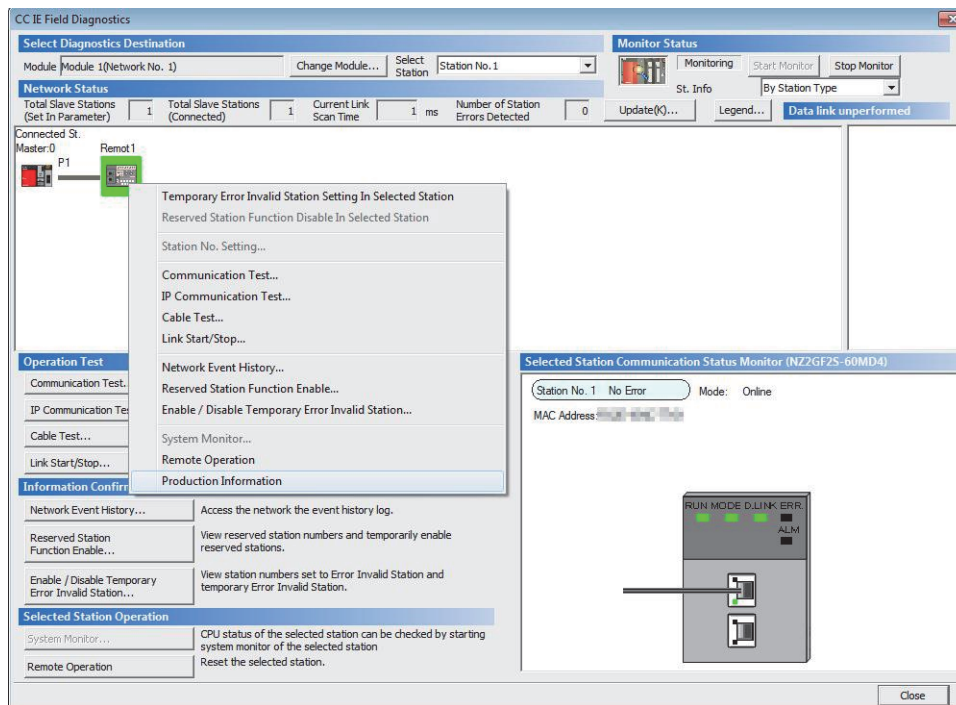 CC IE Field Diagnostics
Select Diagnostics Destination
Monitor Status
Module Module 1(Network No. 1)
Change Module...
Select
Station
Station No.1
Monitoring
Start Monitor
Stop Monitor
St. Info
By Station Type
Network Status
Total Slave Stations
(Set In Parameter)
1
Total Slave Stations
(Connected)
1
Current Link
Scan Time
1 ms
Number of Station
Errors Detected
0
Update(K)...
Legend...
Data link unperformed
Connected St.
Master:0
Remot1
P1
Temporary Error Invalid Station Setting In Selected Station
Reserved Station Function Disable In Selected Station
Station No. Setting...
Communication Test...
IP Communication Test...
Cable Test...
Link Start/Stop...
Network Event History...
Reserved Station Function Enable...
Enable / Disable Temporary Error Invalid Station...
System Monitor...
Remote Operation
Production Information
Operation Test
Communication Test.
IP Communication Te
Cable Test...
Link Start/Stop...
Information Confir
Network Event History...
Access the network the event history log.
Reserved Station
Function Enable...
View reserved station numbers and temporarily enable
reserved stations.
Enable / Disable Temporary
Error Invalid Station...
View station numbers set to Error Invalid Station and
temporary Error Invalid Station.
Selected Station Operation
System Monitor...
CPU status of the selected station can be checked by starting
system monitor of the selected station
Remote Operation
Reset the selected station.
Selected Station Communication Status Monitor (NZ2GF2S-60MD4)
Station No. 1 No Error
Mode: Online
MAC Address:
RUN MODE D.LINK ERR.
ALM
Close